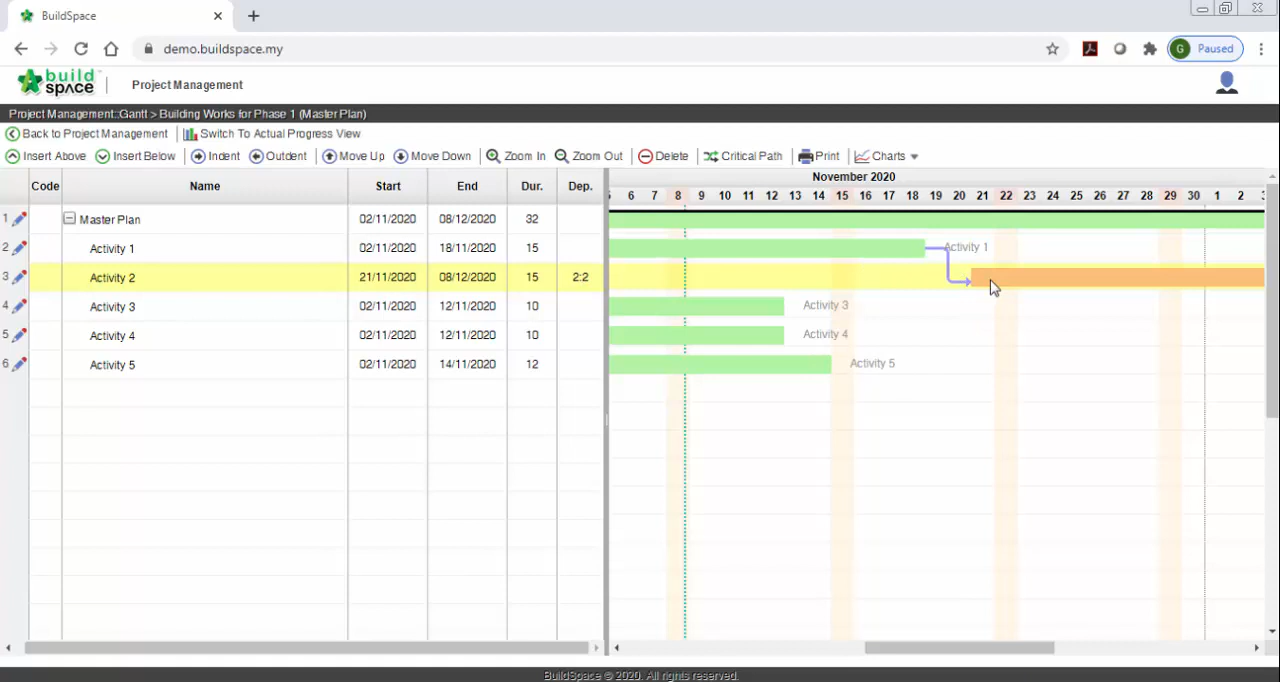 BuildSpace
demo.buildspace.my
G Paused
build space Project Management
Project Management::Gantt > Building Works for Phase 1 (Master Plan)
Back to Project Management Switch To Actual Progress View
Insert Above Insert Below Indent Outdent Move Up Move Down Zoom In Zoom Out Delete Critical Path Print Charts
November 2020
Code Name Start End Dur. Dep. 6 7 8 9 10 11 12 13 14 15 16 17 18 19 20 21 22 23 24 25 26 27 28 29 30 1 2
1 Master Plan 02/11/2020 08/12/2020 32
2 Activity 1 02/11/2020 18/11/2020 15 Activity 1
3 Activity 2 21/11/2020 08/12/2020 15 2:2
4 Activity 3 02/11/2020 12/11/2020 10 Activity 3
5 Activity 4 02/11/2020 12/11/2020 10 Activity 4
6 Activity 5 02/11/2020 14/11/2020 12 Activity 5
BuildSpace © 2020. All rights reserved.